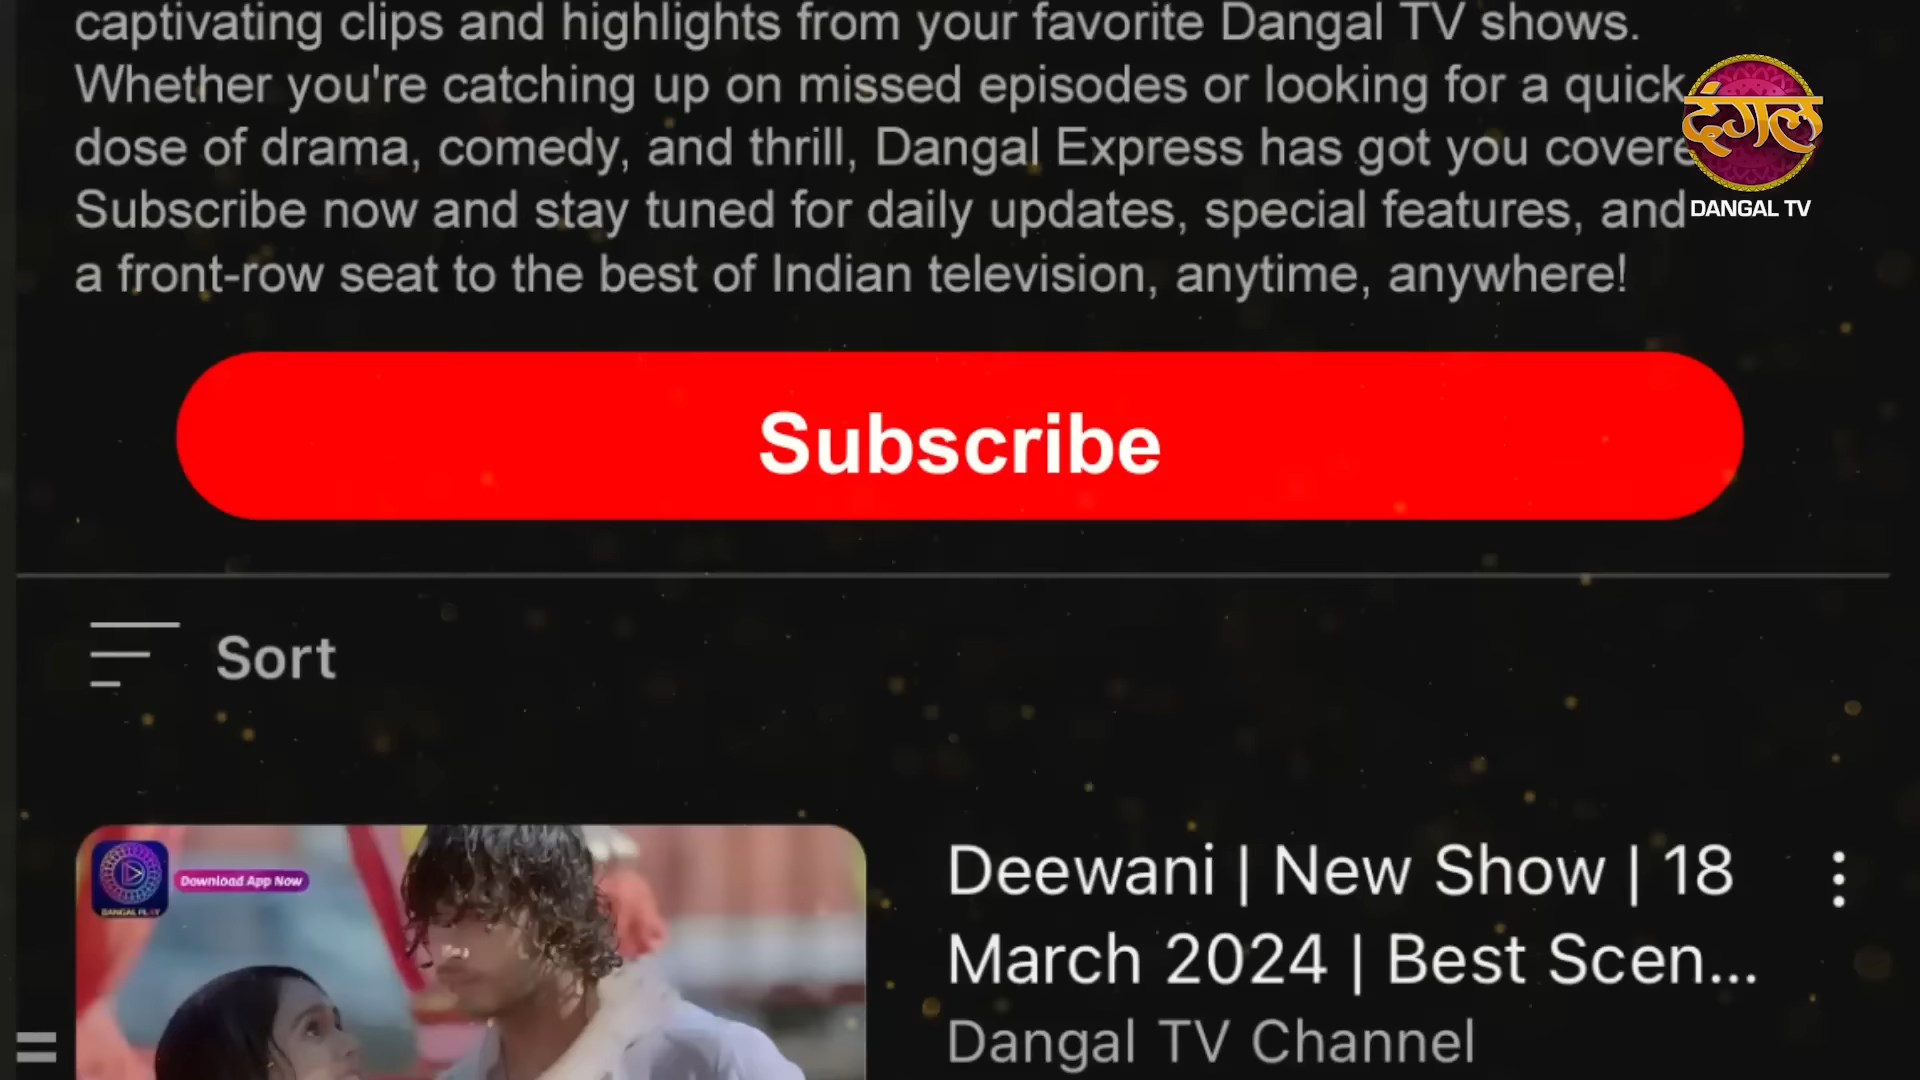 captivating clips and highlights from your favorite Dangal TV shows.
Whether you're catching up on missed episodes or looking for a quick
dose of drama, comedy, and thrill, Dangal Express has got you covere
Subscribe now and stay tuned for daily updates, special features, and
a front-row seat to the best of Indian television, anytime, anywhere!
दंगल
DANGAL TV
Subscribe
Sort
Download App Now
DANGAL PLAY
Deewani | New Show | 18
March 2024 | Best Scen...
Dangal TV Channel